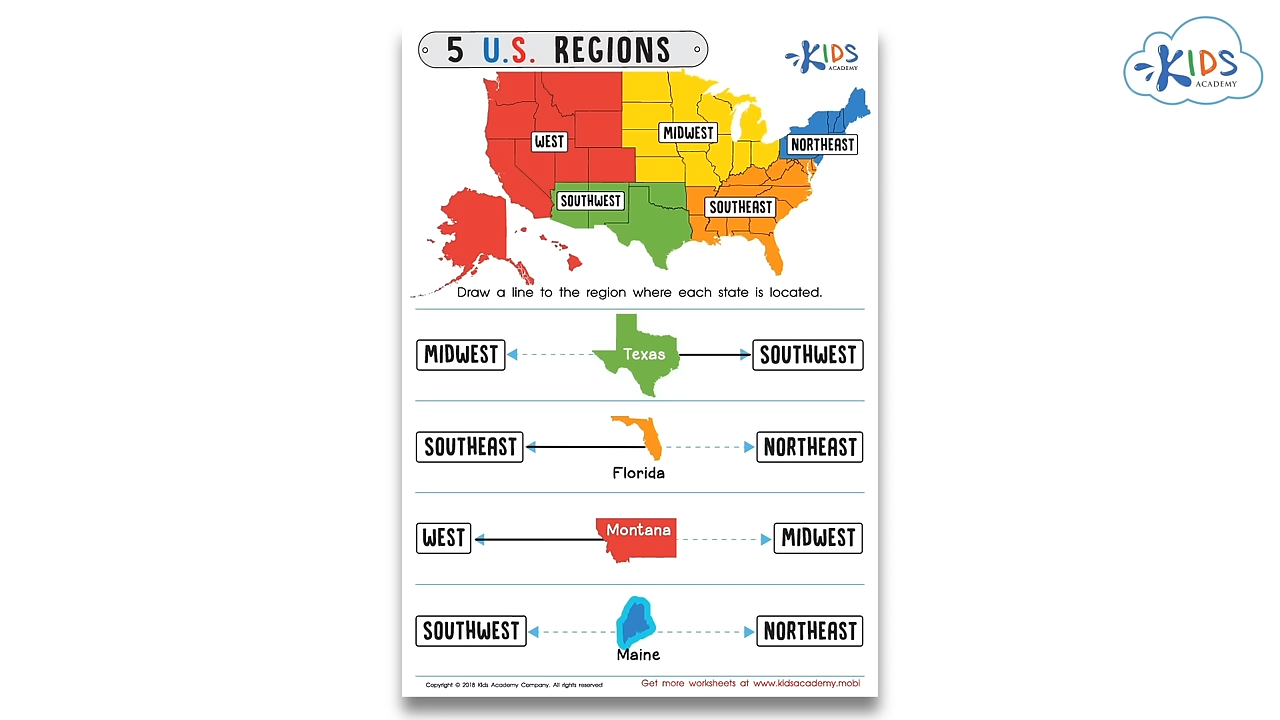 5 U.S. REGIONS
KIDS
ACADEMY
KIDS
ACADEMY
WEST
MIDWEST
NORTHEAST
SOUTHWEST
SOUTHEAST
Draw a line to the region where each state is located.
MIDWEST Texas SOUTHWEST
SOUTHEAST NORTHEAST
Florida
WEST Montana MIDWEST
SOUTHWEST NORTHEAST
Maine
Copyright © 2018 Kids Academy Company. All rights reserved
Get more worksheets at www.kidsacademy.mobi